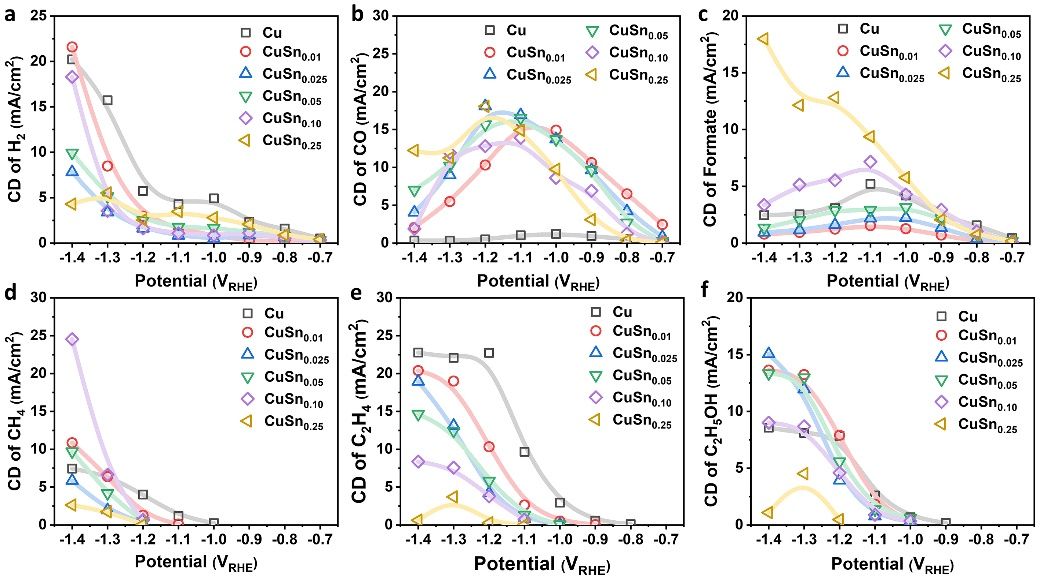 a
CD of H2 (mA/cm2)
25
20
15
10
5
0
Cu
CuSn0.01
CuSn0.025
CuSn0.05
CuSn0.10
CuSn0.25
-1.4 -1.3 -1.2 -1.1 -1.0 -0.9 -0.8 -0.7
Potential (VRHE)
b
CD of CO (mA/cm2)
30
25
20
15
10
5
0
Cu
CuSn0.01
CuSn0.025
CuSn0.05
CuSn0.10
CuSn0.25
-1.4 -1.3 -1.2 -1.1 -1.0 -0.9 -0.8 -0.7
Potential (VRHE)
c
CD of Formate (mA/cm2)
20
15
10
5
0
Cu
CuSn0.01
CuSn0.025
CuSn0.05
CuSn0.10
CuSn0.25
-1.4 -1.3 -1.2 -1.1 -1.0 -0.9 -0.8 -0.7
Potential (VRHE)
d
CD of CH4 (mA/cm2)
30
25
20
15
10
5
0
Cu
CuSn0.01
CuSn0.025
CuSn0.05
CuSn0.10
CuSn0.25
-1.4 -1.3 -1.2 -1.1 -1.0 -0.9 -0.8 -0.7
Potential (VRHE)
e
CD of C2H4 (mA/cm2)
30
25
20
15
10
5
0
Cu
CuSn0.01
CuSn0.025
CuSn0.05
CuSn0.10
CuSn0.25
-1.4 -1.3 -1.2 -1.1 -1.0 -0.9 -0.8 -0.7
Potential (VRHE)
f
CD of C2H5OH (mA/cm2)
20
15
10
5
0
Cu
CuSn0.01
CuSn0.025
CuSn0.05
CuSn0.10
CuSn0.25
-1.4 -1.3 -1.2 -1.1 -1.0 -0.9 -0.8 -0.7
Potential (VRHE)